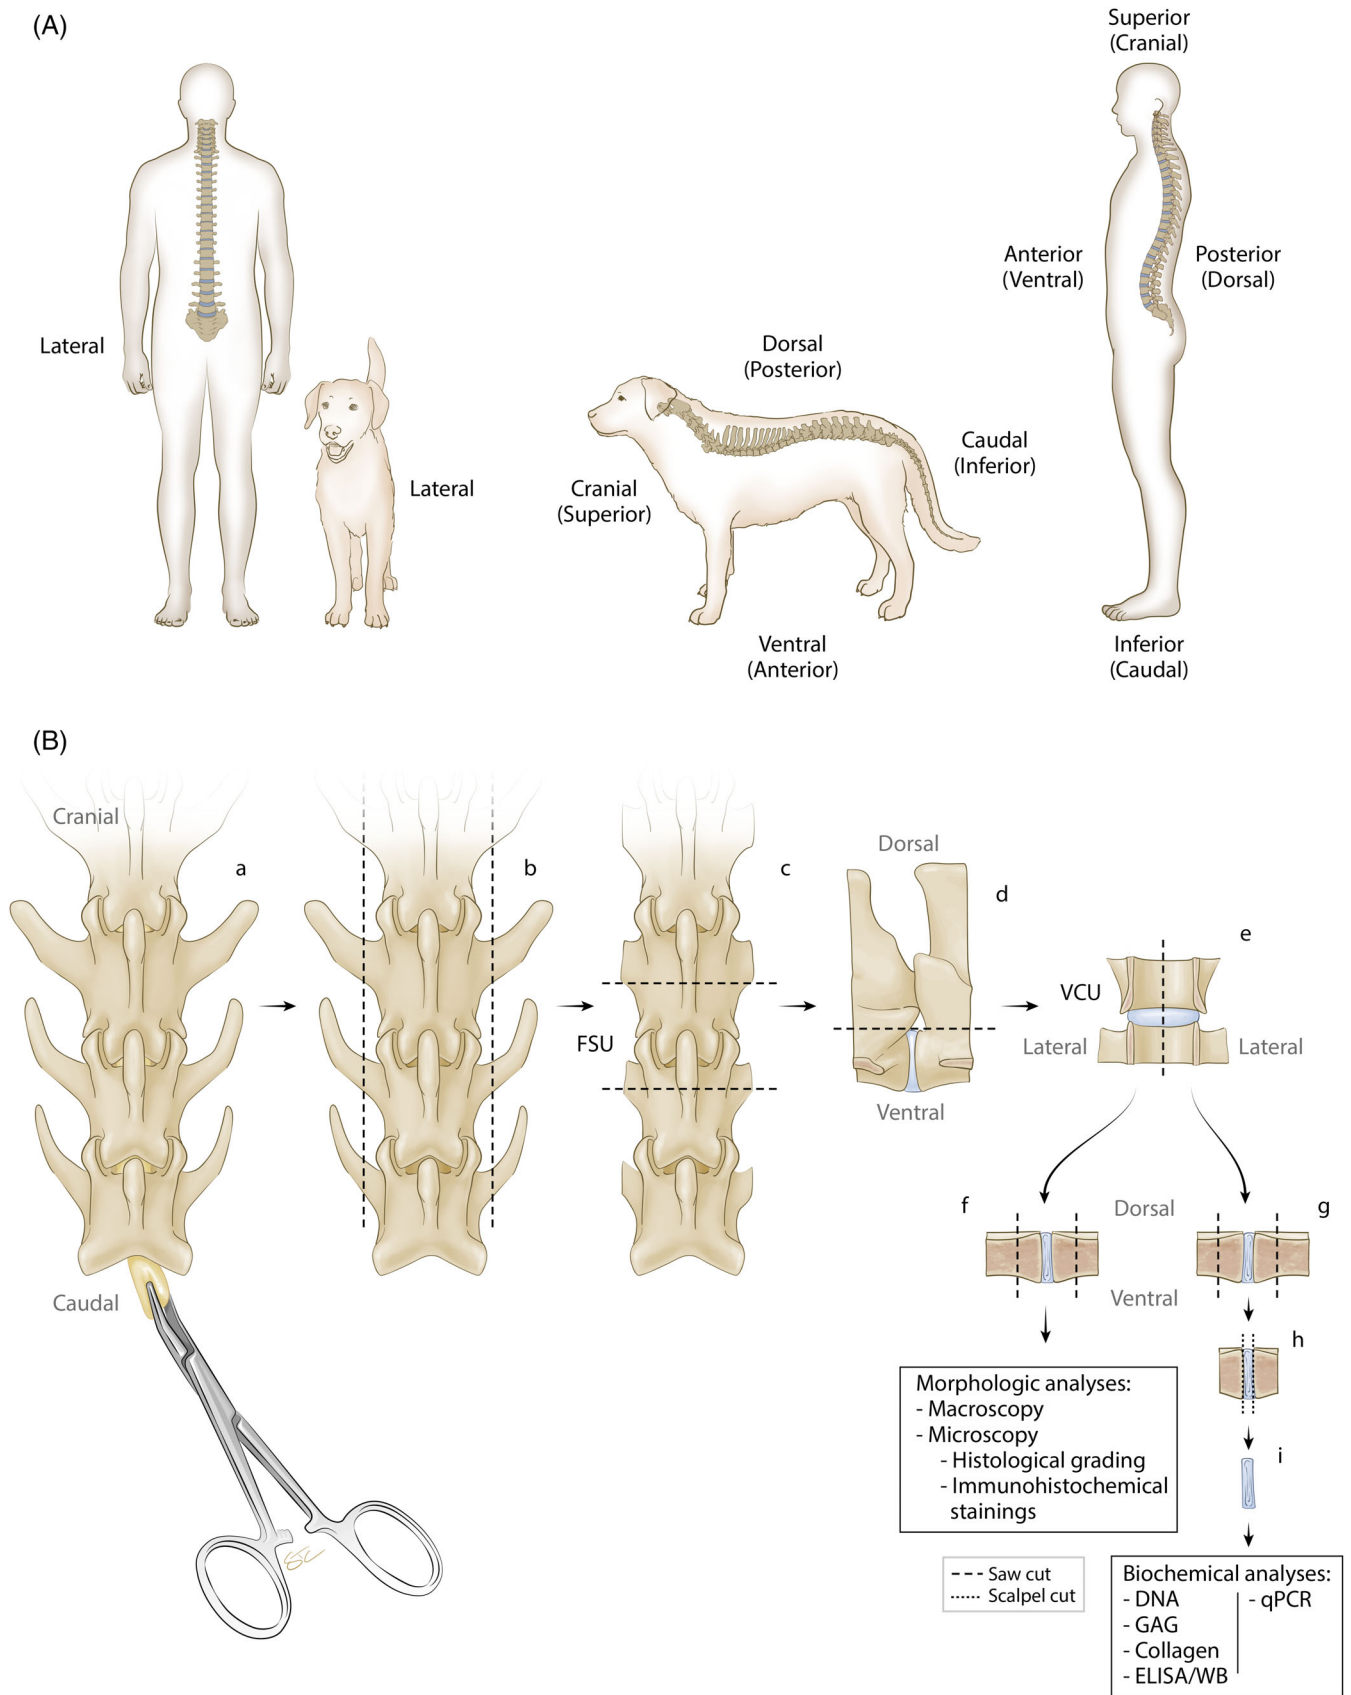 (A)
Superior
(Cranial)
Anterior
(Ventral)
Posterior
(Dorsal)
Lateral
Lateral
Dorsal
(Posterior)
Cranial
(Superior)
Caudal
(Inferior)
Ventral
(Anterior)
Inferior
(Caudal)
(B)
Cranial
a
b
c
FSU
Dorsal
d
Ventral
e
VCU
Lateral
Lateral
Caudal
f
Dorsal
g
Ventral
h
i
Morphologic analyses:
- Macroscopy
- Microscopy
- Histological grading
- Immunohistochemical
stainings
Saw cut
Scalpel cut
Biochemical analyses:
- DNA
- GAG
- Collagen
- ELISA/WB
- qPCR